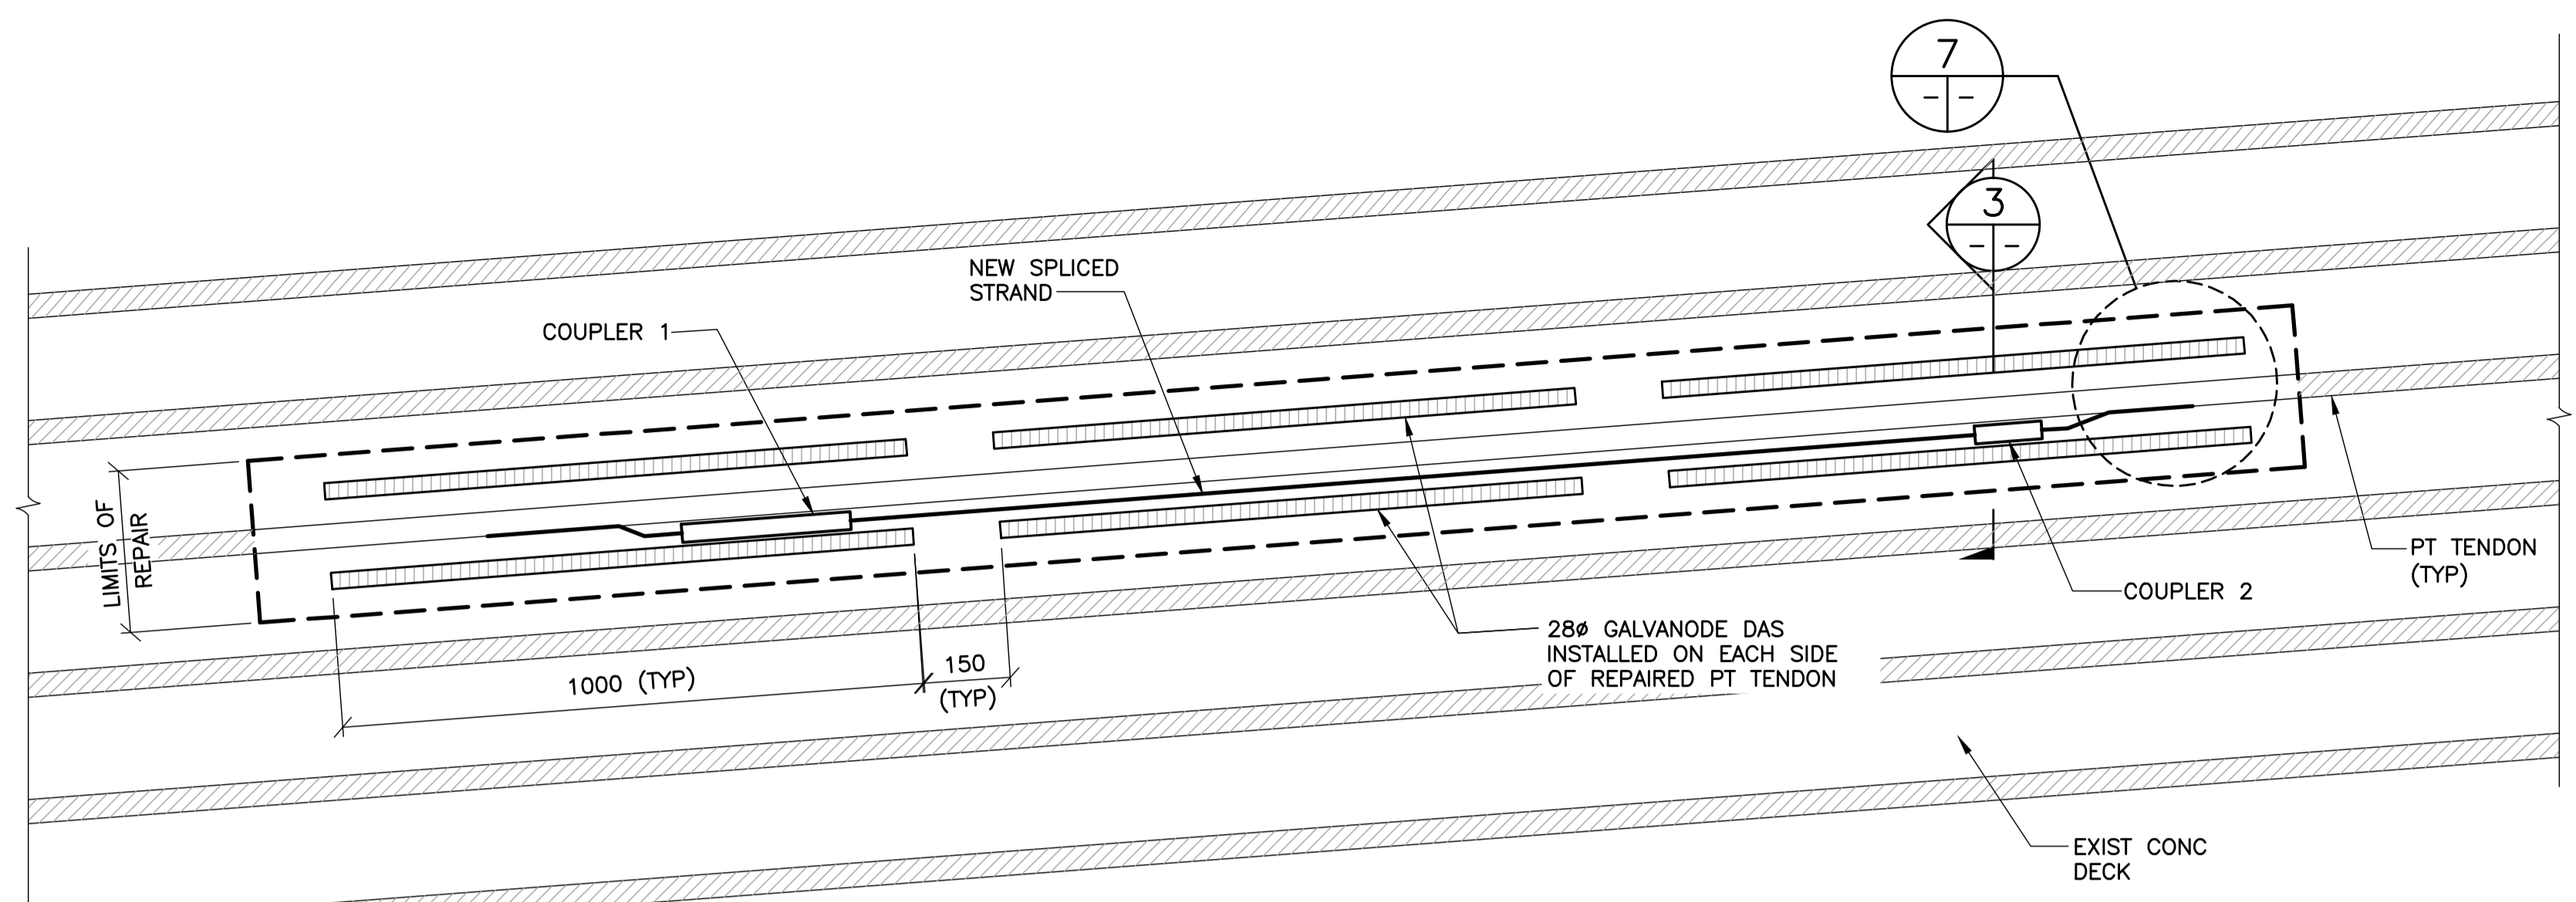 7
- -
3
- -
NEW SPLICED
STRAND
COUPLER 1
LIMITS OF
REPAIR
PT TENDON
(TYP)
COUPLER 2
28ø GALVANODE DAS
INSTALLED ON EACH SIDE
OF REPAIRED PT TENDON
1000 (TYP)
150
(TYP)
EXIST CONC
DECK